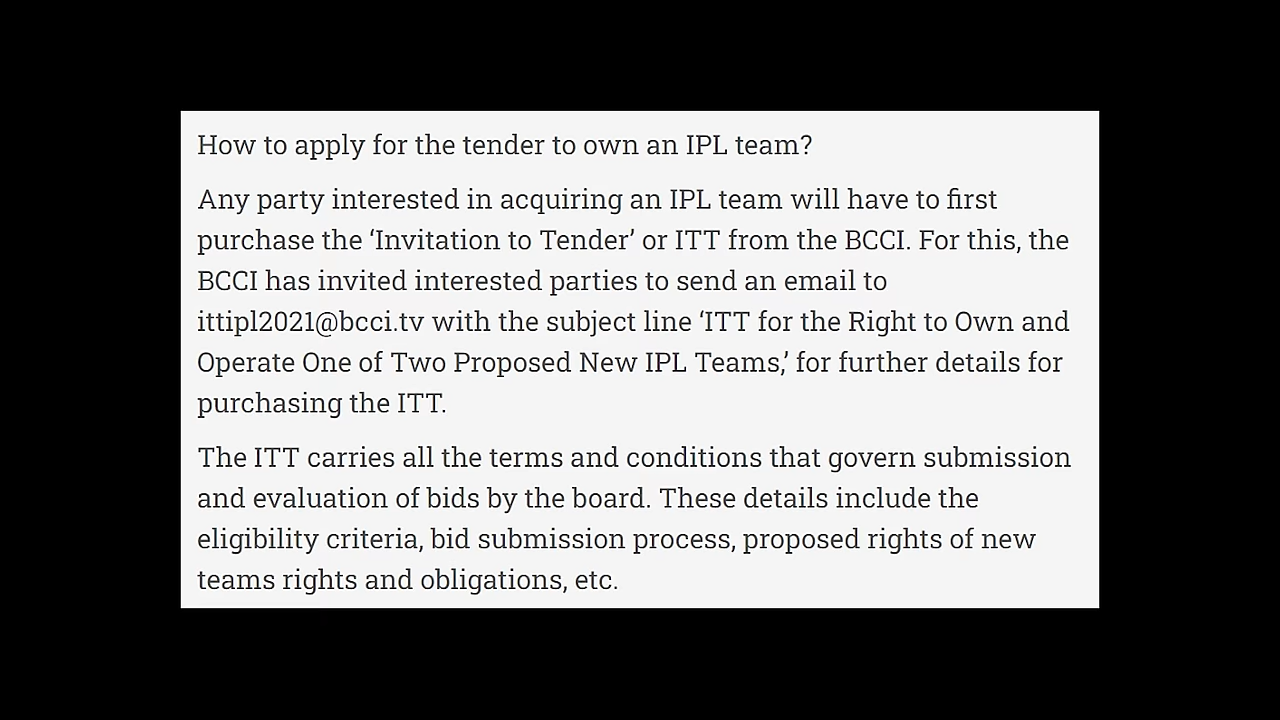 How to apply for the tender to own an IPL team?
Any party interested in acquiring an IPL team will have to first
purchase the ‘Invitation to Tender’ or ITT from the BCCI. For this, the
BCCI has invited interested parties to send an email to
ittipl2021@bcci.tv with the subject line ‘ITT for the Right to Own and
Operate One of Two Proposed New IPL Teams,’ for further details for
purchasing the ITT.
The ITT carries all the terms and conditions that govern submission
and evaluation of bids by the board. These details include the
eligibility criteria, bid submission process, proposed rights of new
teams rights and obligations, etc.